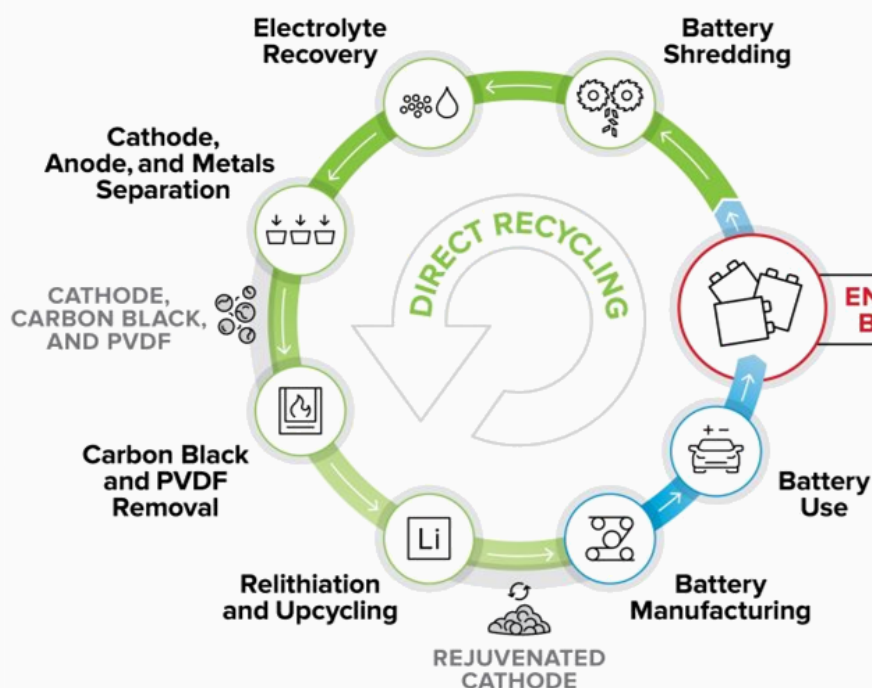 Electrolyte
Recovery
Battery
Shredding
Cathode,
Anode, and Metals
Separation
DIRECT RECYCLING
CATHODE,
CARBON BLACK,
AND PVDF
EN
B
+ -
Carbon Black
and PVDF
Removal
Battery
Use
Li
Relithiation
and Upcycling
Battery
Manufacturing
REJUVENATED
CATHODE